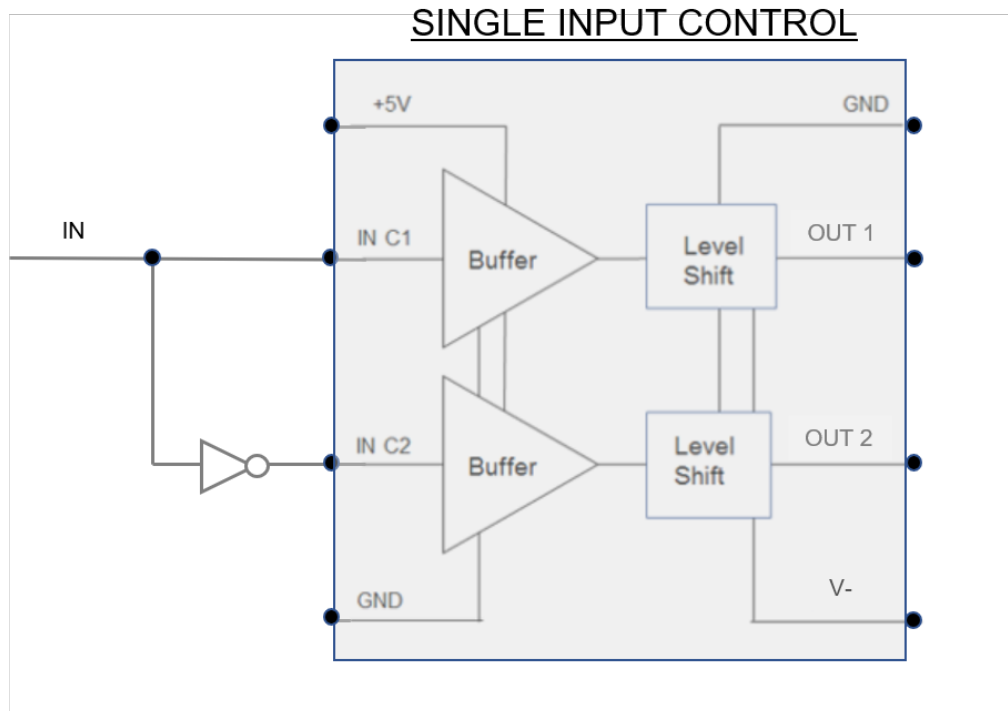 SINGLE INPUT CONTROL
+5V
GND
IN
IN C1
Buffer
Level
Shift
OUT 1
IN C2
Buffer
Level
Shift
OUT 2
GND
V-